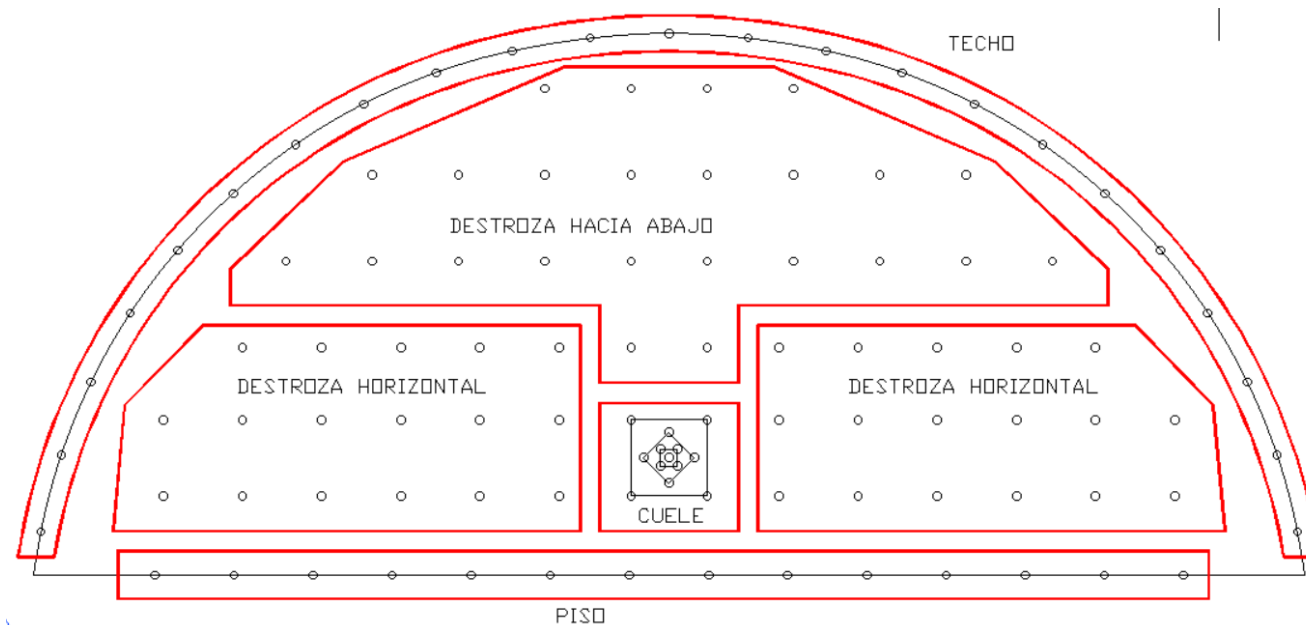 TECHO
DESTROZA HACIA ABAJO
DESTROZA HORIZONTAL
DESTROZA HORIZONTAL
CUELE
PISO